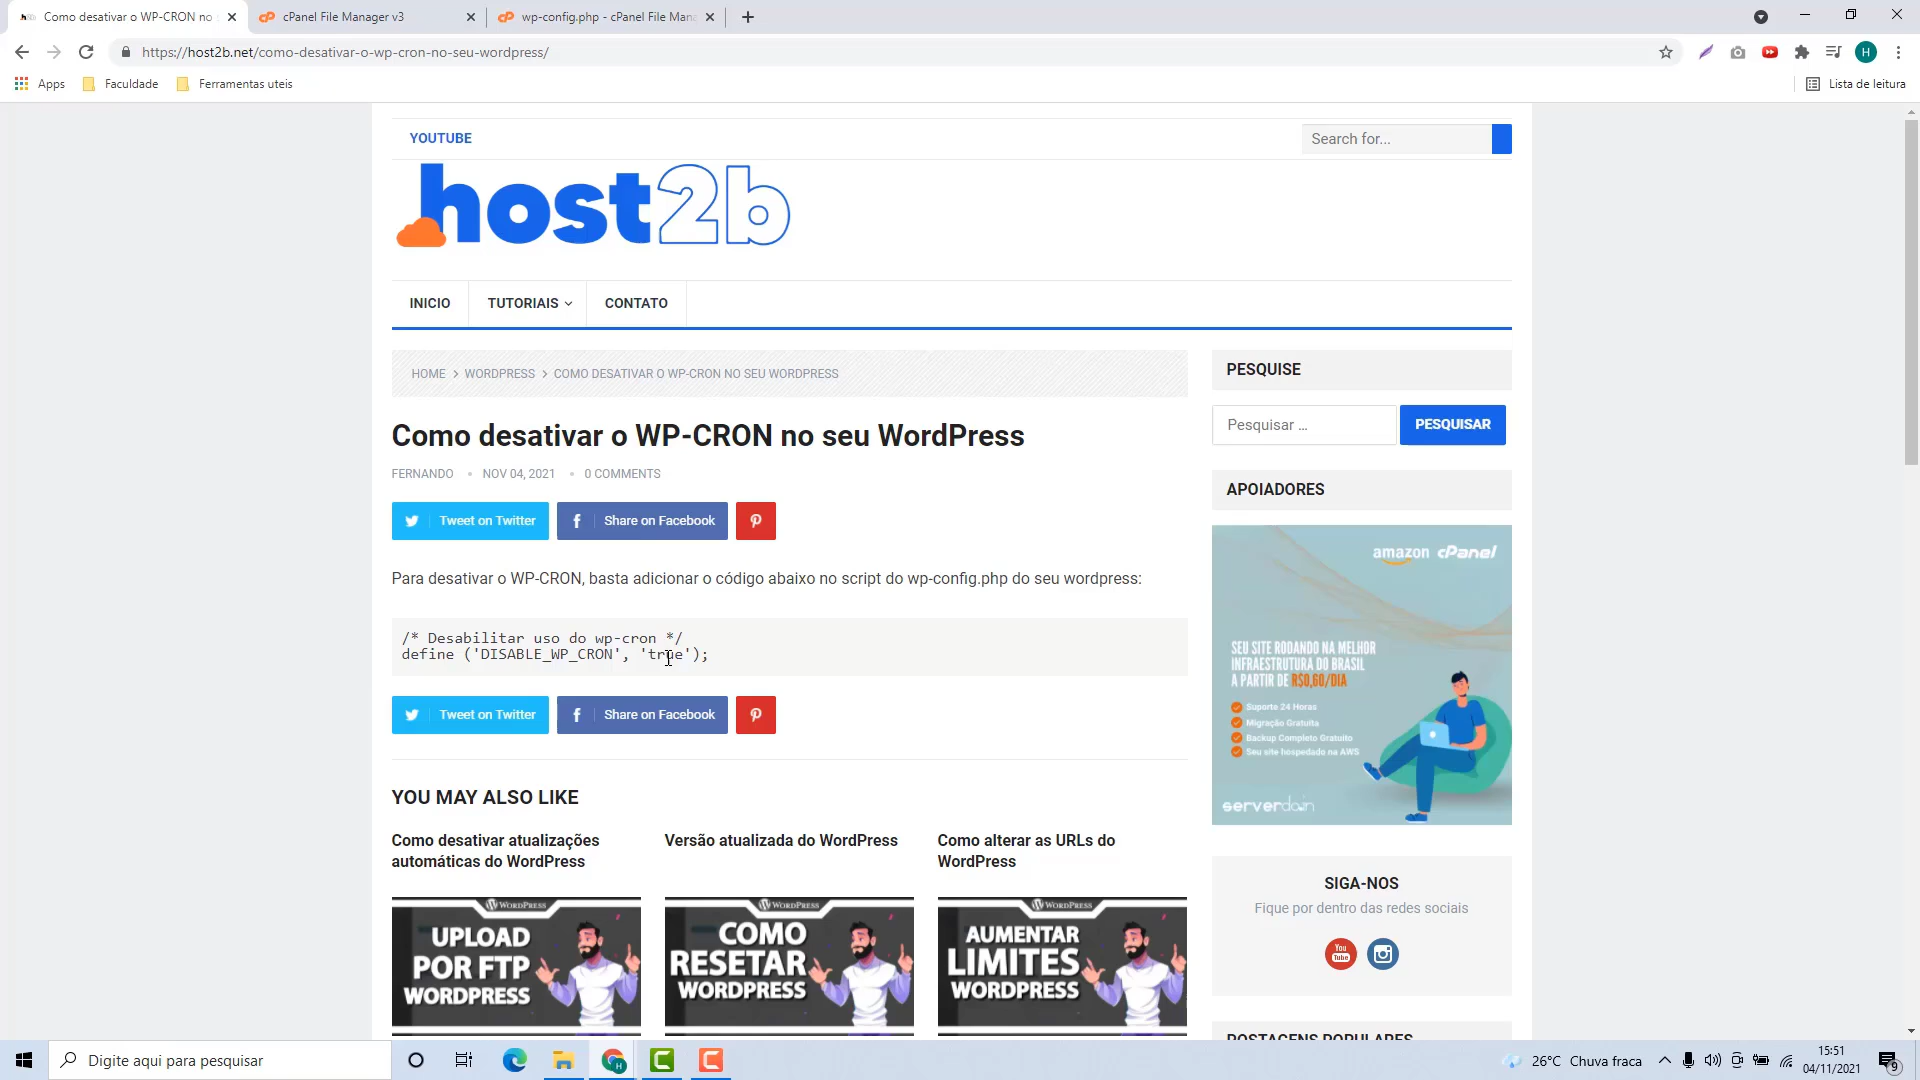 Como desativar o WP-CRON no
cPanel File Manager v3
wp-config.php - cPanel File Mana
https://host2b.net/como-desativar-o-wp-cron-no-seu-wordpress/
H
Apps
Faculdade
Ferramentas uteis
Lista de leitura
YOUTUBE
Search for...
host2b
INICIO
TUTORIAIS
CONTATO
HOME > WORDPRESS > COMO DESATIVAR O WP-CRON NO SEU WORDPRESS
PESQUISE
Pesquisar ...
PESQUISAR
Como desativar o WP-CRON no seu WordPress
FERNANDO • NOV 04, 2021 • 0 COMMENTS
APOIADORES
Tweet on Twitter
Share on Facebook
Para desativar o WP-CRON, basta adicionar o código abaixo no script do wp-config.php do seu wordpress:
/* Desabilitar uso do wp-cron */
define ('DISABLE_WP_CRON', 'true');
Tweet on Twitter
Share on Facebook
amazon cPanel
SEU SITE RODANDO NA MELHOR
INFRAESTRUTURA DO BRASIL
A PARTIR DE R$0,60/DIA
Suporte 24 Horas
Migração Gratuita
Backup Completo Gratuito
Seu site hospedado na AWS
serverdoin
YOU MAY ALSO LIKE
Como desativar atualizações
automáticas do WordPress
Versão atualizada do WordPress
Como alterar as URLs do
WordPress
WORDPRESS
UPLOAD
POR FTP
WORDPRESS
WORDPRESS
COMO
RESETAR
WORDPRESS
WORDPRESS
AUMENTAR
LIMITES
WORDPRESS
SIGA-NOS
Fique por dentro das redes sociais
You
Tube
POSTAGENS POPULARES
Digite aqui para pesquisar
26°C Chuva fraca
15:51
04/11/2021
9